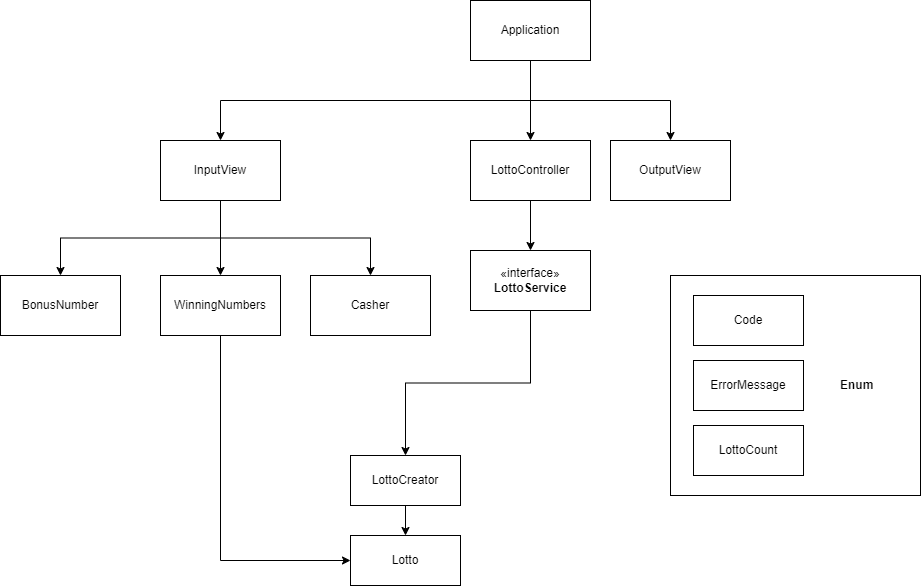 Application
InputView
LottoController
OutputView
«interface»
LottoService
BonusNumber
WinningNumbers
Casher
Code
ErrorMessage
Enum
LottoCount
LottoCreator
Lotto